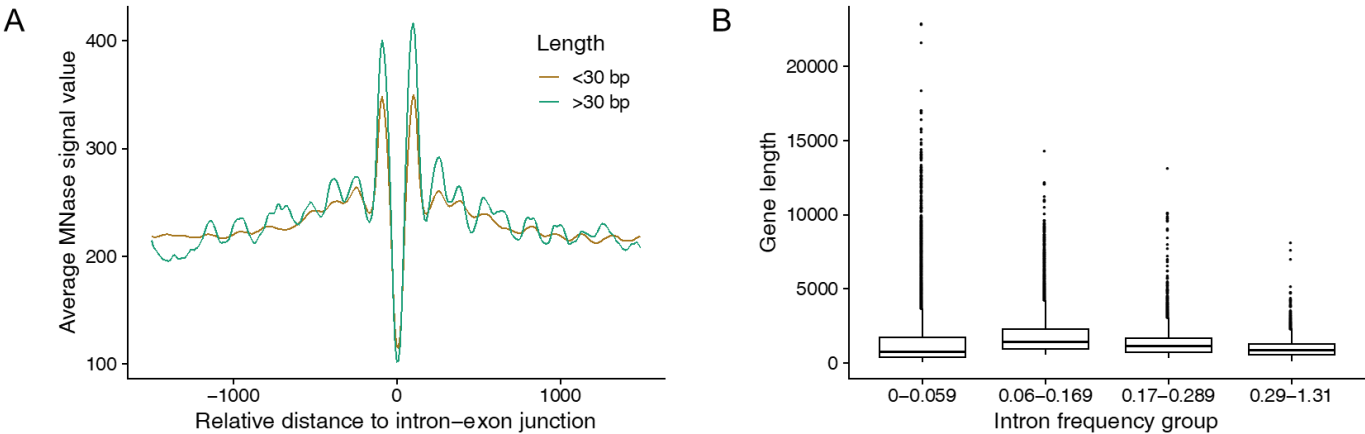 A
Average MNase signal value
400
300
200
100
Length
<30 bp
>30 bp
−1000
0
1000
Relative distance to intron−exon junction
B
Gene length
20000
15000
10000
5000
0
0−0.059
0.06−0.169
0.17−0.289
0.29−1.31
Intron frequency group